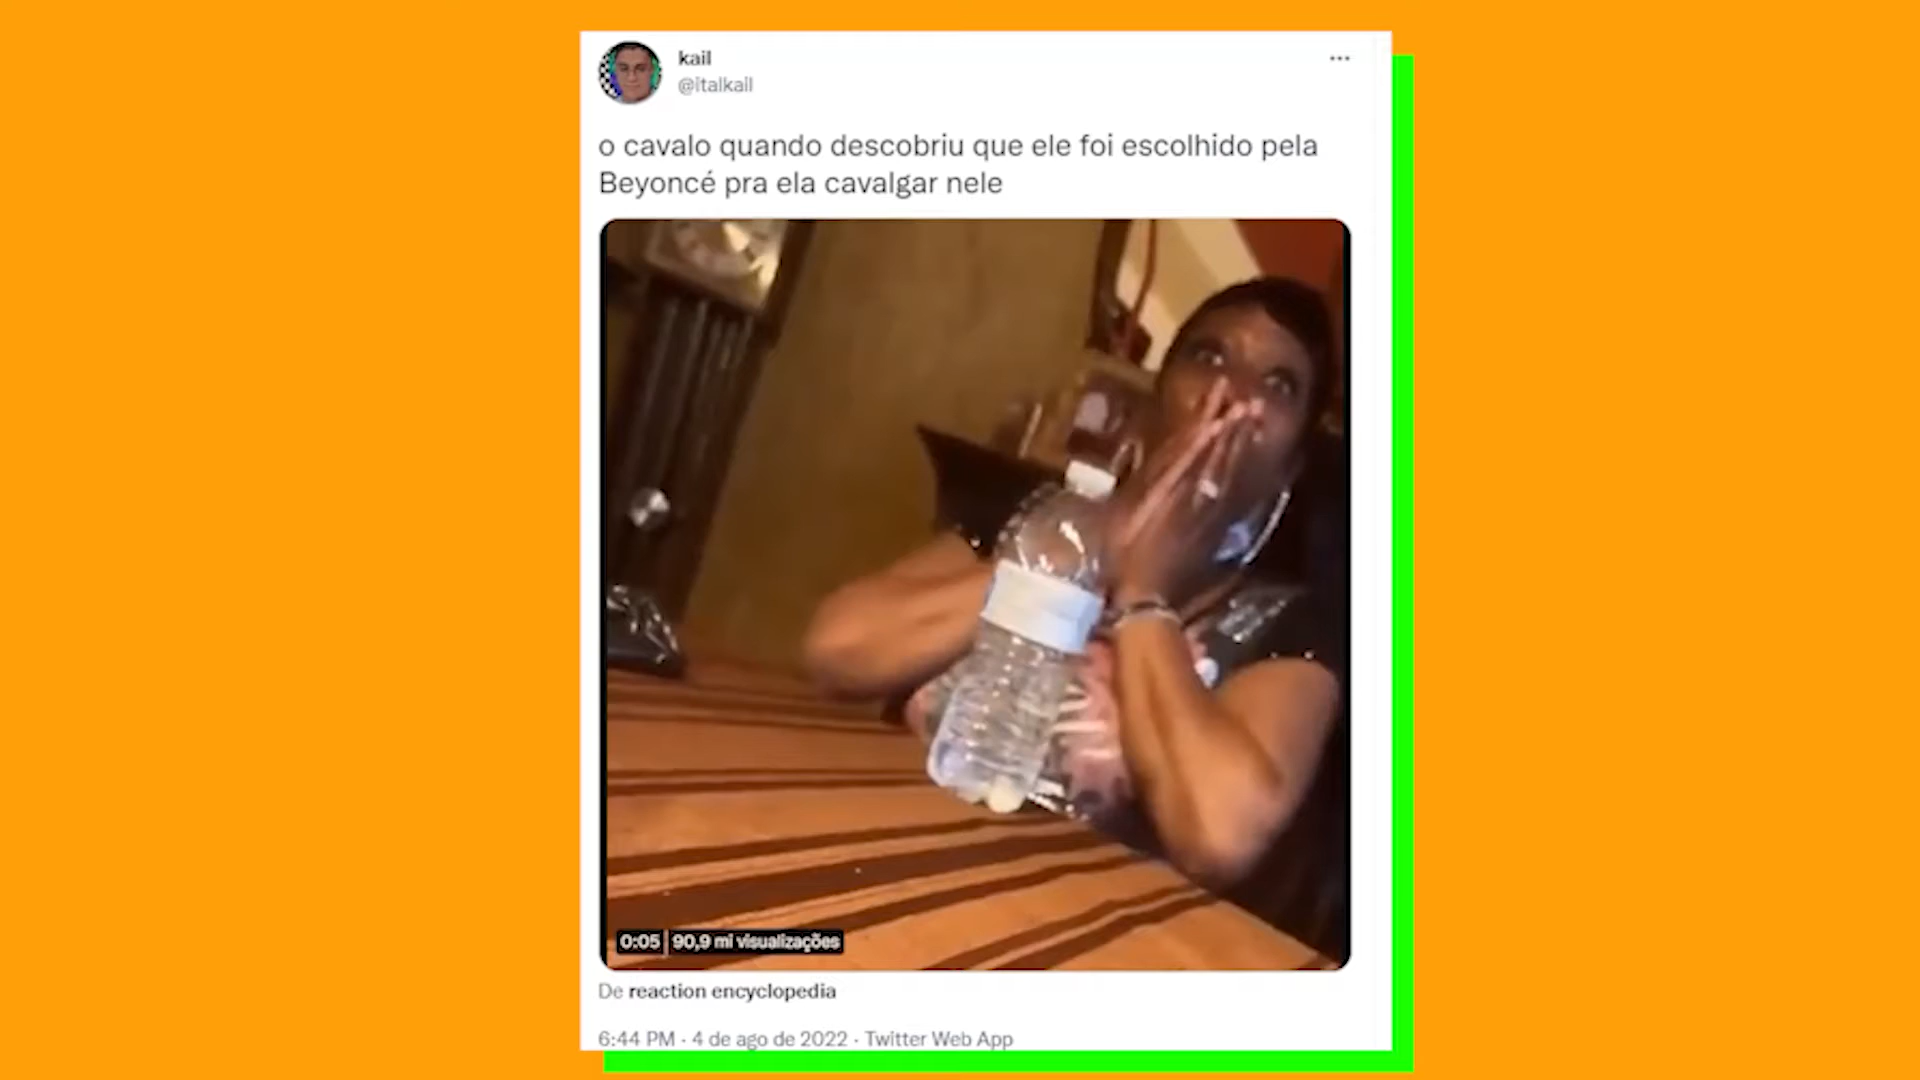 kail
@italkail
o cavalo quando descobriu que ele foi escolhido pela
Beyoncé pra ela cavalgar nele
0:05 90,9 mi visualizações
De reaction encyclopedia
6:44 PM · 4 de ago de 2022 · Twitter Web App